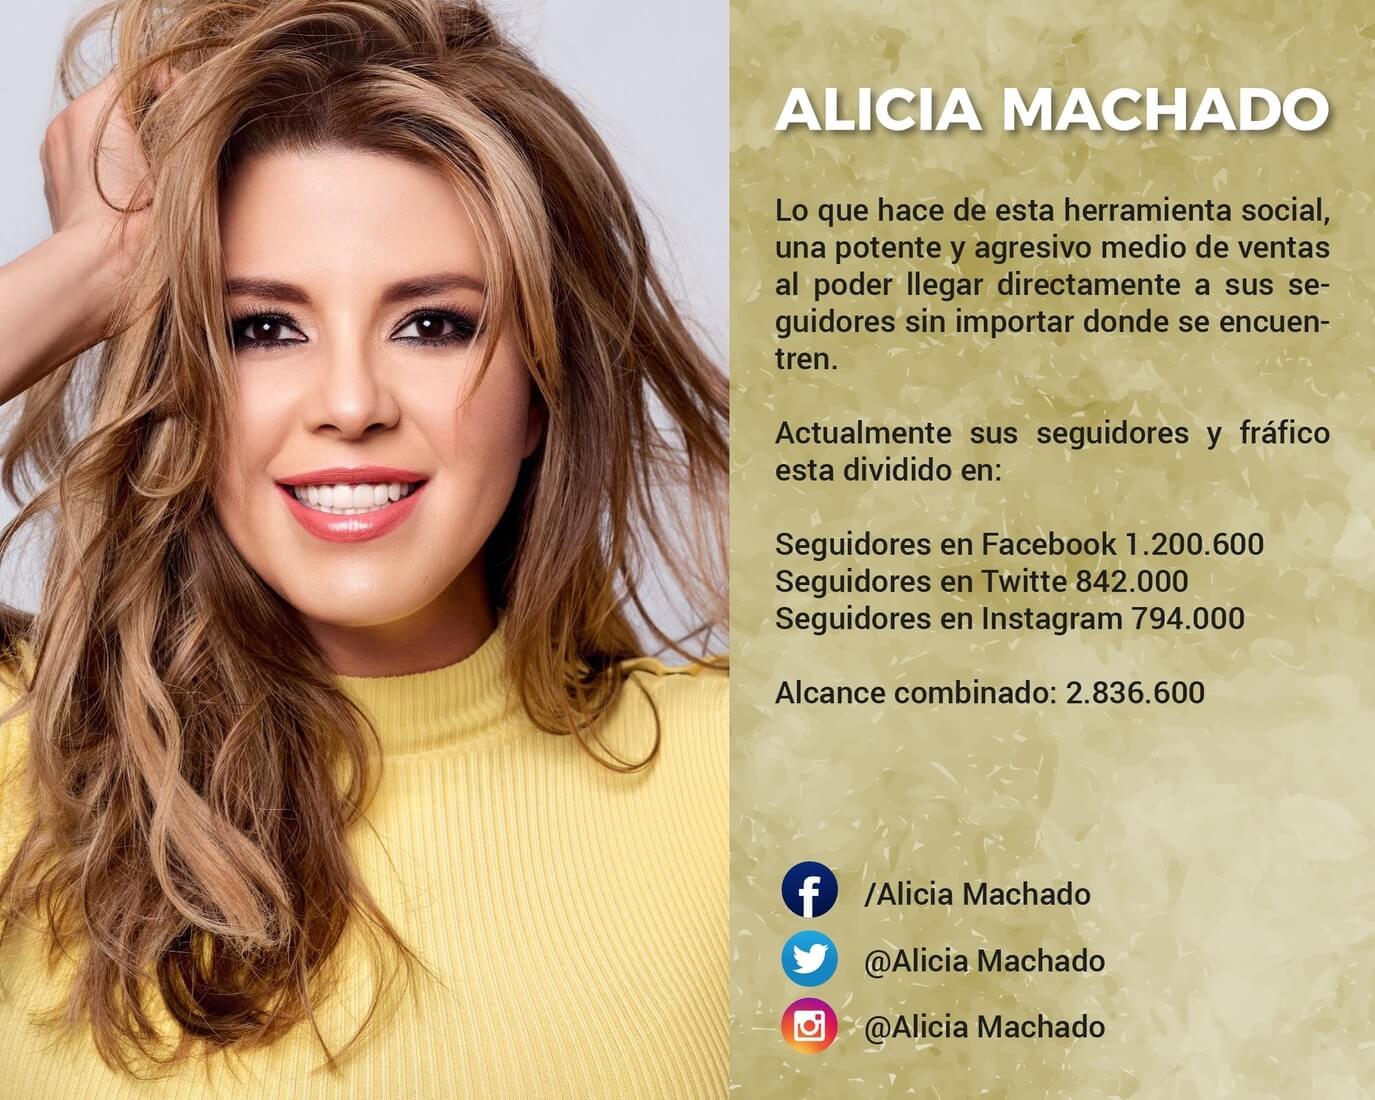 ALICIA MACHADO
Lo que hace de esta herramienta social,
una potente y agresivo medio de ventas
al poder llegar directamente a sus se-
guidores sin importar donde se encuen-
tren.
Actualmente sus seguidores y fráfico
esta dividido en:
Seguidores en Facebook 1.200.600
Seguidores en Twitte 842.000
Seguidores en Instagram 794.000
Alcance combinado: 2.836.600
/Alicia Machado
@Alicia Machado
@Alicia Machado